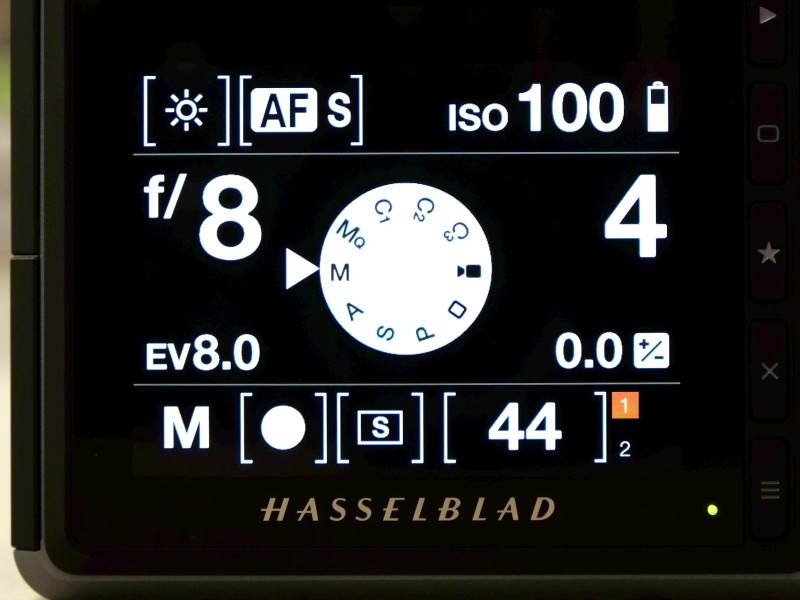 AF S ISO 100
f/8 4
C1 C2 C3
MQ
M
A S P
EV8.0 0.0 +/-
M S 44 1
2
HASSELBLAD